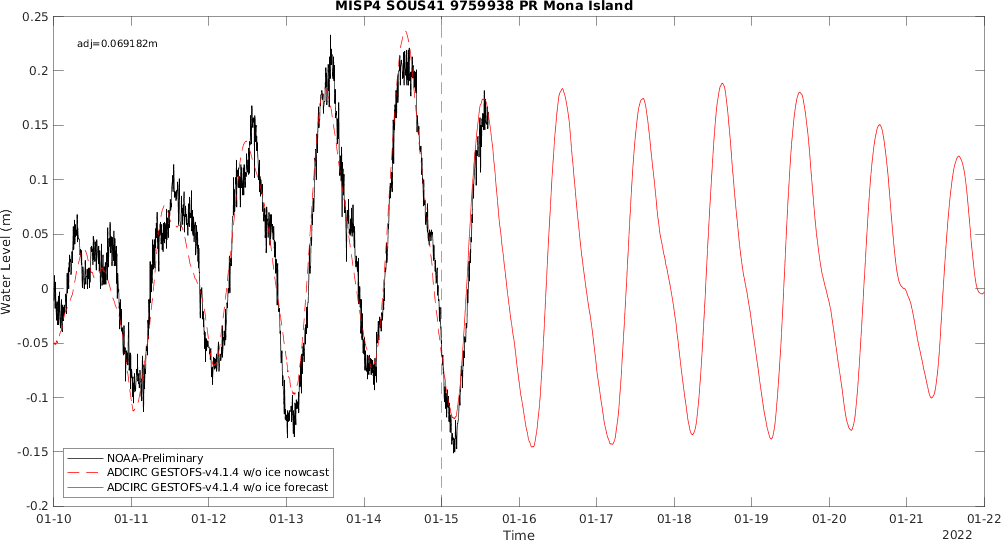 MISP4 SOUS41 9759938 PR Mona Island
adj=0.069182m
Water Level (m)
0.25
0.2
0.15
0.1
0.05
0
-0.05
-0.1
-0.15
-0.2
NOAA-Preliminary
ADCIRC GESTOFS-v4.1.4 w/o ice nowcast
ADCIRC GESTOFS-v4.1.4 w/o ice forecast
01-10 01-11 01-12 01-13 01-14 01-15 01-16 01-17 01-18 01-19 01-20 01-21 01-22
Time
2022